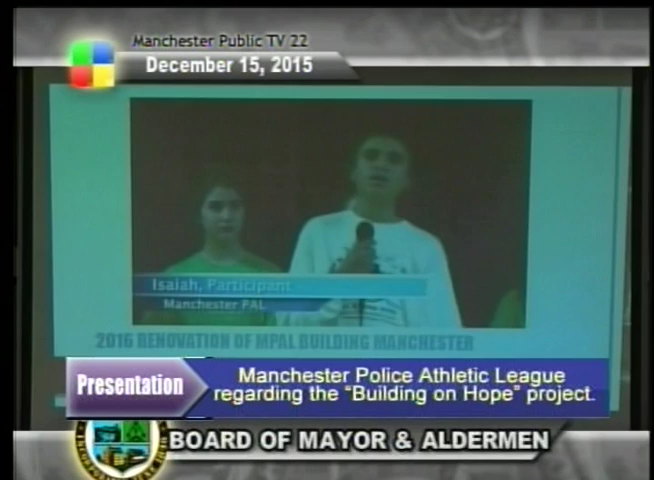 Manchester Public TV 22
December 15, 2015
Isaiah, Participant
Manchester PAL
2016 RENOVATION OF MPAL BUILDING MANCHESTER
Presentation
Manchester Police Athletic League
regarding the "Building on Hope" project.
BOARD OF MAYOR & ALDERMEN